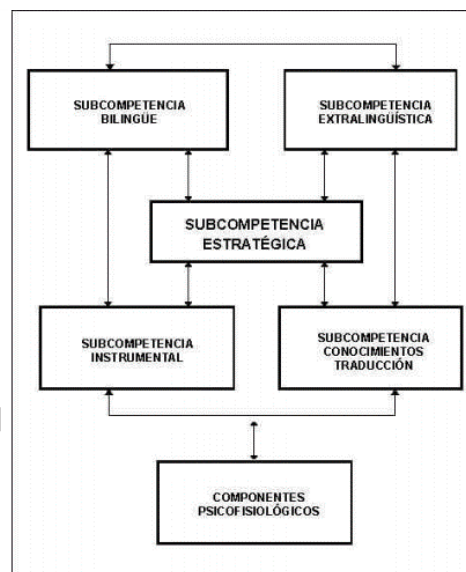 SUBCOMPETENCIA
BILINGÜE
SUBCOMPETENCIA
EXTRALINGÜÍSTICA
SUBCOMPETENCIA
ESTRATÉGICA
SUBCOMPETENCIA
INSTRUMENTAL
SUBCOMPETENCIA
CONOCIMIENTOS
TRADUCCIÓN
COMPONENTES
PSICOFISIOLÓGICOS